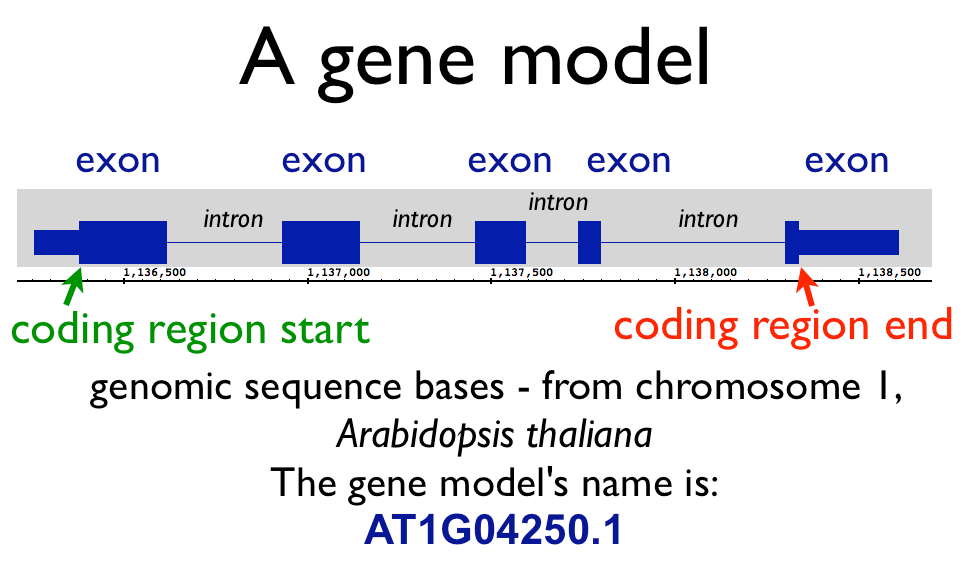 A gene model
exon exon exon exon exon
intron intron intron intron
1,136,500 1,137,000 1,137,500 1,138,000 1,138,500
coding region start coding region end
genomic sequence bases - from chromosome 1,
Arabidopsis thaliana
The gene model's name is:
AT1G04250.1